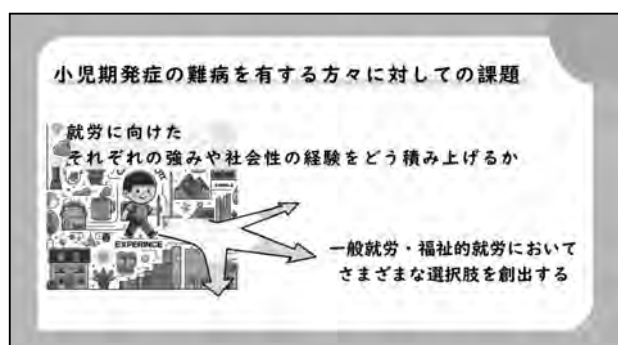 小児期発症の難病を有する方々に対しての課題
就労に向けた
それぞれの強みや社会性の経験をどう積み上げるか
EXPERINCE
一般就労・福祉的就労において
さまざまな選択肢を創出する